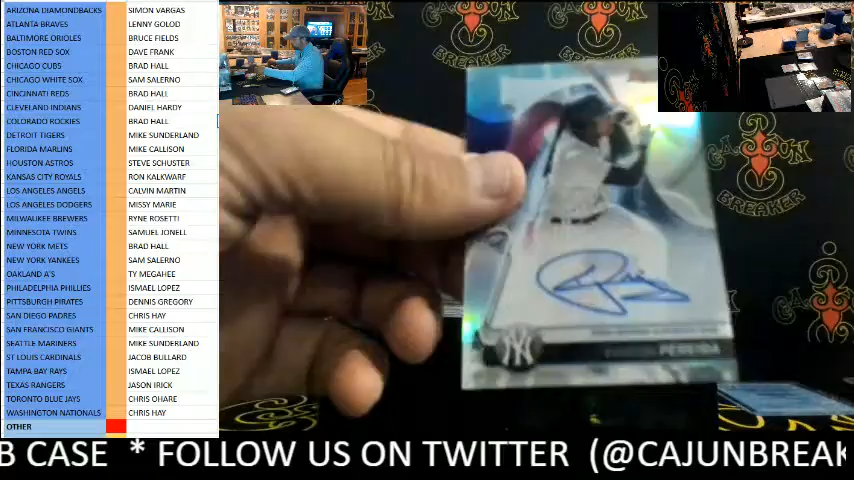 ARIZONA DIAMONDBACKS SIMON VARGAS
ATLANTA BRAVES LENNY GOLOD
BALTIMORE ORIOLES BRUCE FIELDS
BOSTON RED SOX DAVE FRANK
CHICAGO CUBS BRAD HALL
CHICAGO WHITE SOX SAM SALERNO
CINCINNATI REDS BRAD HALL
CLEVELAND INDIANS DANIEL HARDY
COLORADO ROCKIES BRAD HALL
DETROIT TIGERS MIKE SUNDERLAND
FLORIDA MARLINS MIKE CALLISON
HOUSTON ASTROS STEVE SCHUSTER
KANSAS CITY ROYALS RON KALKWARF
LOS ANGELES ANGELS CALVIN MARTIN
LOS ANGELES DODGERS MISSY MARIE
MILWAUKEE BREWERS RYNE ROSETTI
MINNESOTA TWINS SAMUEL JONELL
NEW YORK METS BRAD HALL
NEW YORK YANKEES SAM SALERNO
OAKLAND A'S TY MEGAHEE
PHILADELPHIA PHILLIES ISMAEL LOPEZ
PITTSBURGH PIRATES DENNIS GREGORY
SAN DIEGO PADRES CHRIS HAY
SAN FRANCISCO GIANTS MIKE CALLISON
SEATTLE MARINERS MIKE SUNDERLAND
ST LOUIS CARDINALS JACOB BULLARD
TAMPA BAY RAYS ISMAEL LOPEZ
TEXAS RANGERS JASON IRICK
TORONTO BLUE JAYS CHRIS OHARE
WASHINGTON NATIONALS CHRIS HAY
OTHER
PEREIRA
CAJUN
BREAKER
B CASE * FOLLOW US ON TWITTER (@CAJUNBREAK